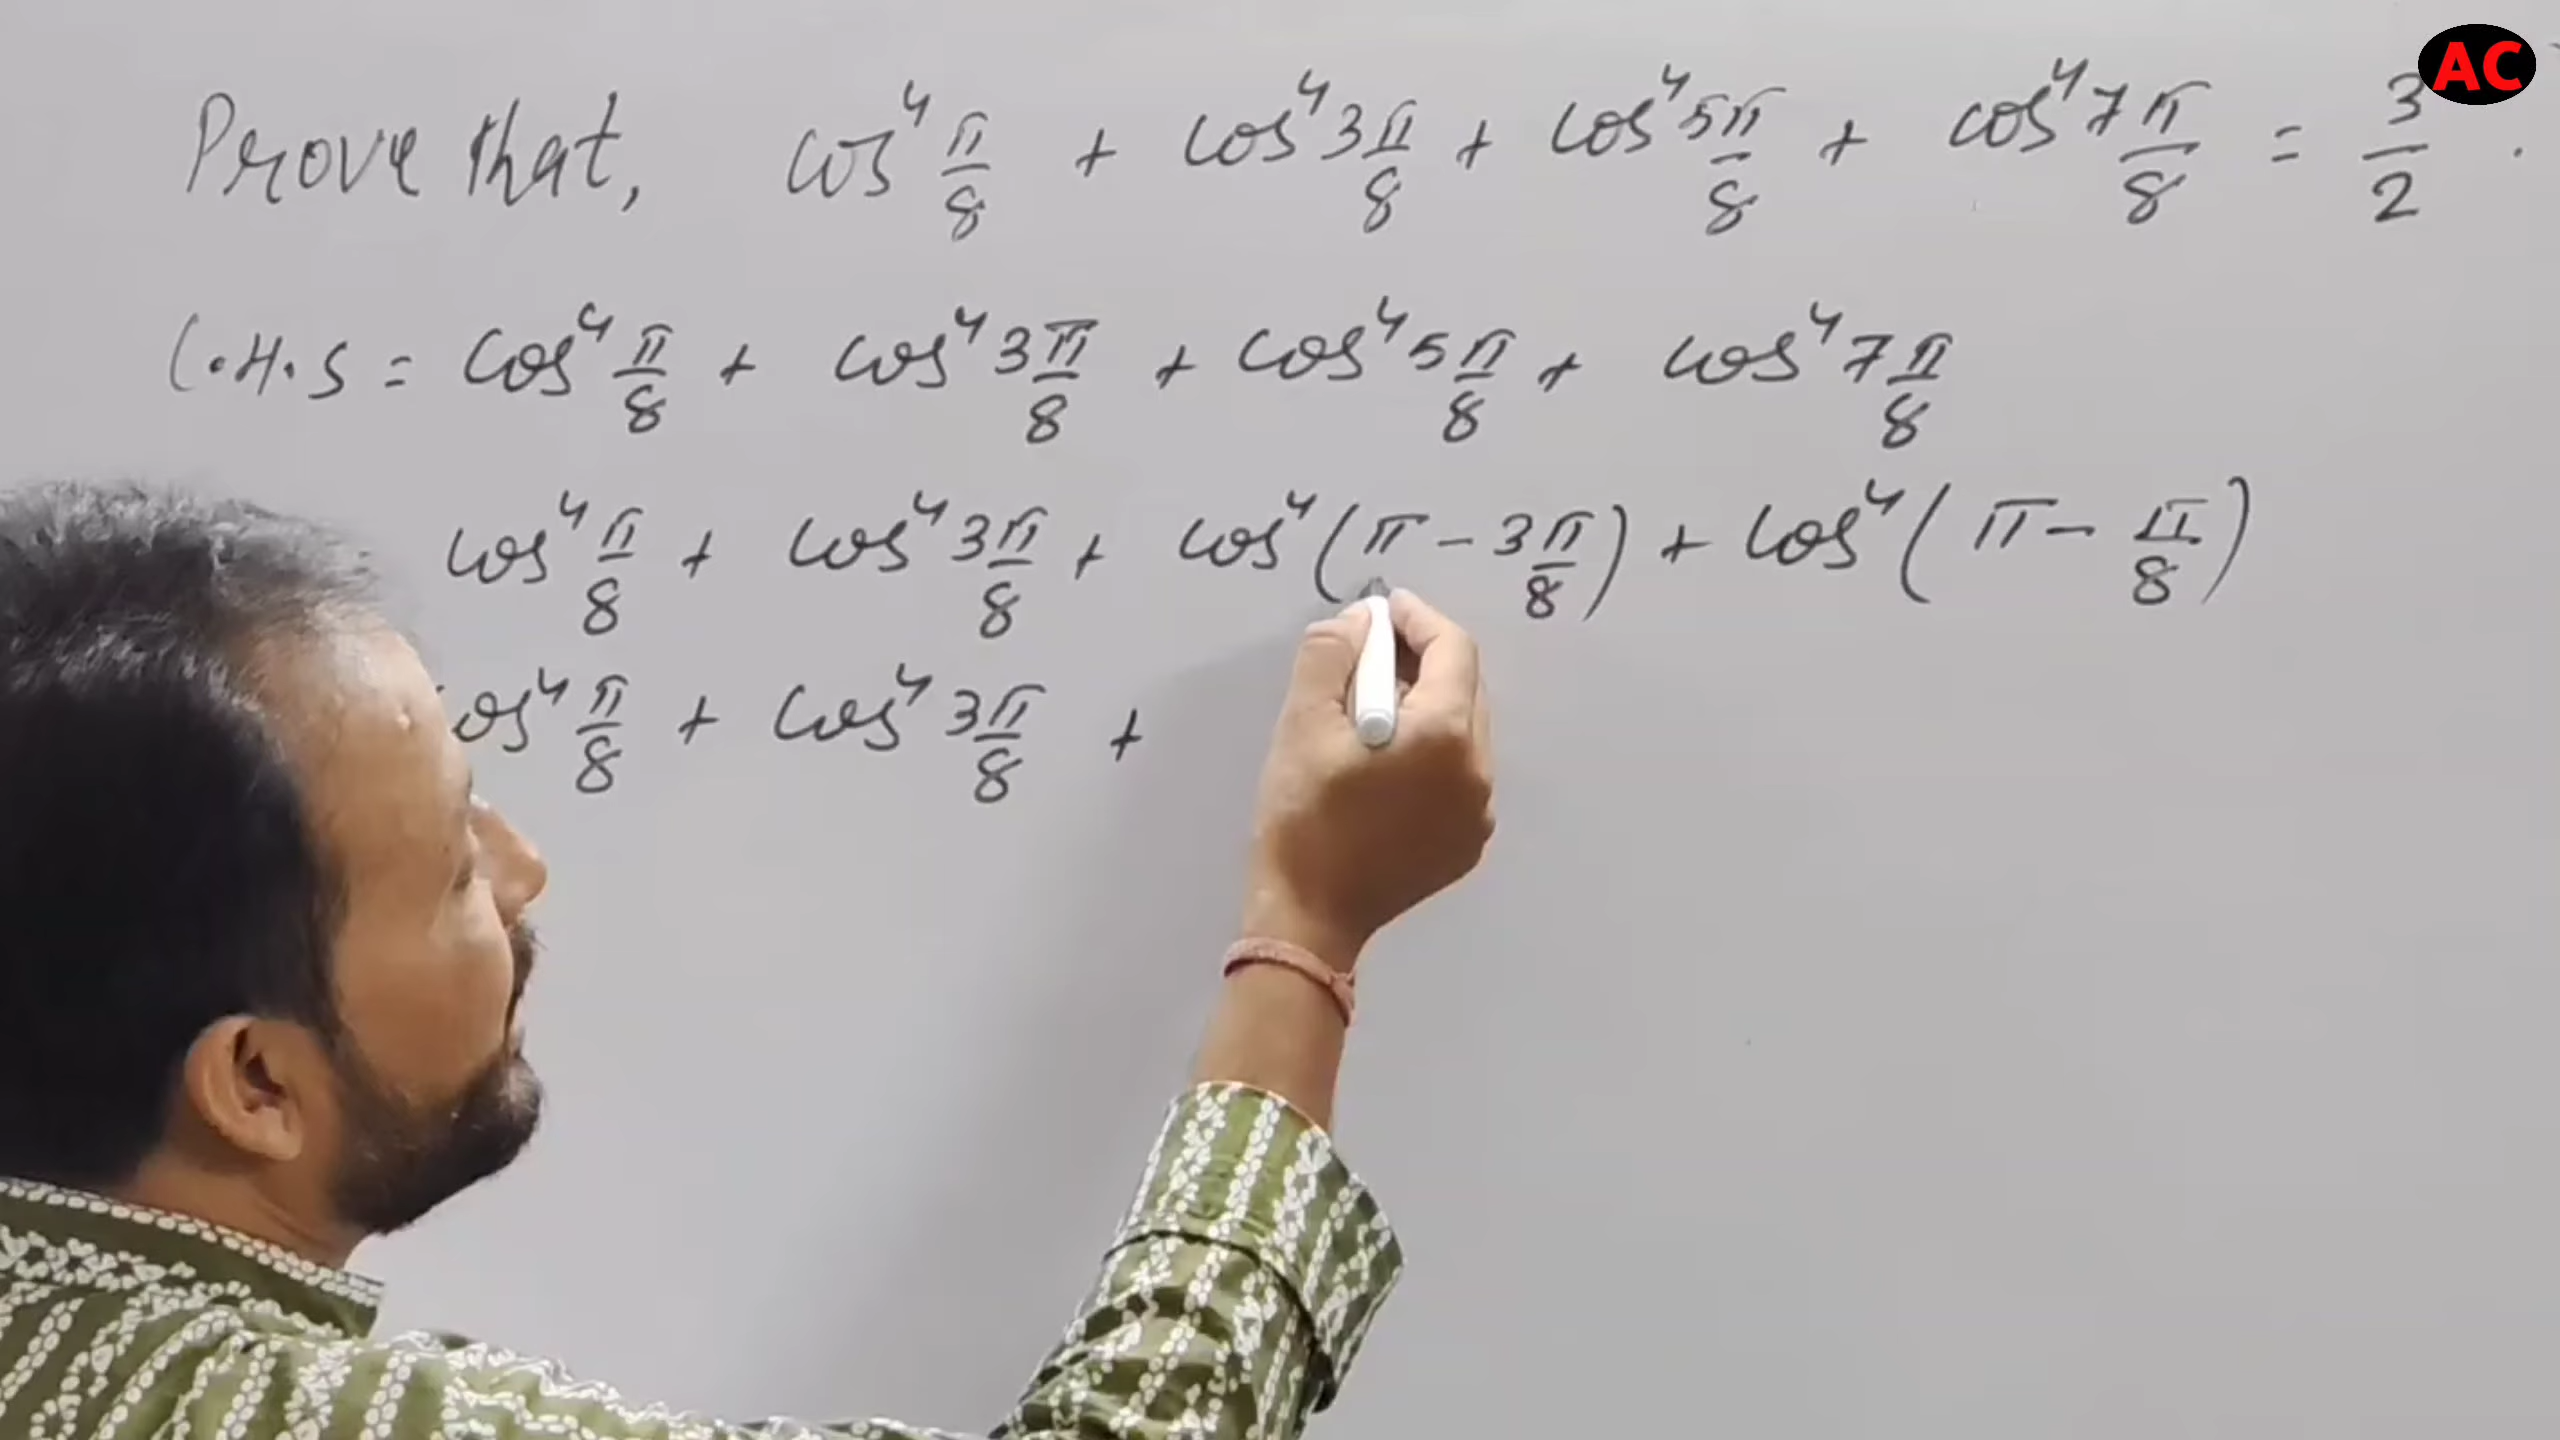 AC
Prove that, cos⁴ π/8 + cos⁴ 3π/8 + cos⁴ 5π/8 + cos⁴ 7π/8 = 3/2 .
L.H.S = cos⁴ π/8 + cos⁴ 3π/8 + cos⁴ 5π/8 + cos⁴ 7π/8
cos⁴ π/8 + cos⁴ 3π/8 + cos⁴ (π - 3π/8) + cos⁴ (π - π/8)
cos⁴ π/8 + cos⁴ 3π/8 +